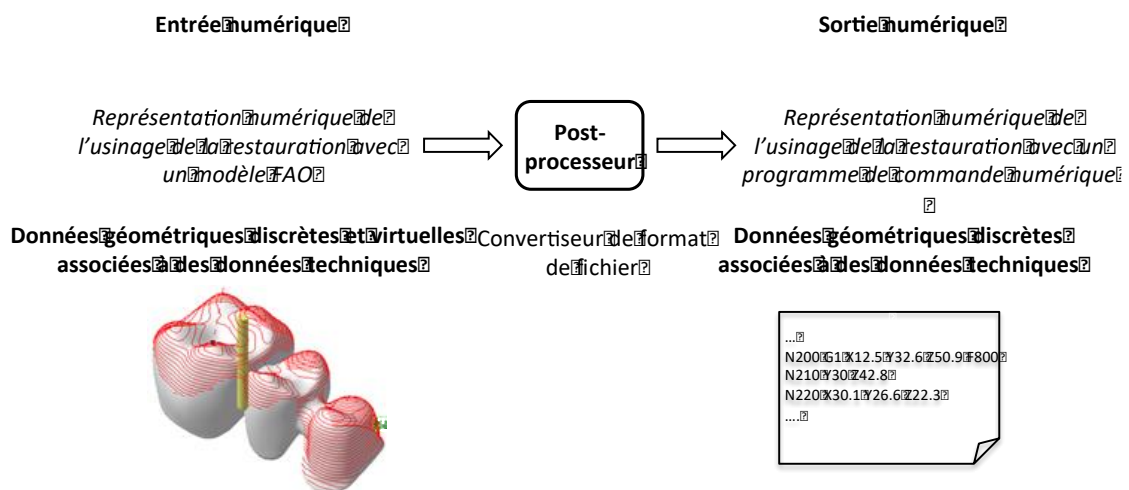 Entrée numérique
Sortie numérique
Représentation numérique de
l'usinage de la restauration avec
un modèle FAO
Post-
processeur
Représentation numérique de
l'usinage de la restauration avec un
programme de commande numérique
Données géométriques discrètes et virtuelles
associées à des données techniques
Convertiseur de format
de fichier
Données géométriques discrètes
associées à des données techniques
...
N200 G1 X12.5 Y32.6 Z50.9 F800
N210 Y30 Z42.8
N220 X30.1 Y26.6 Z22.3
....